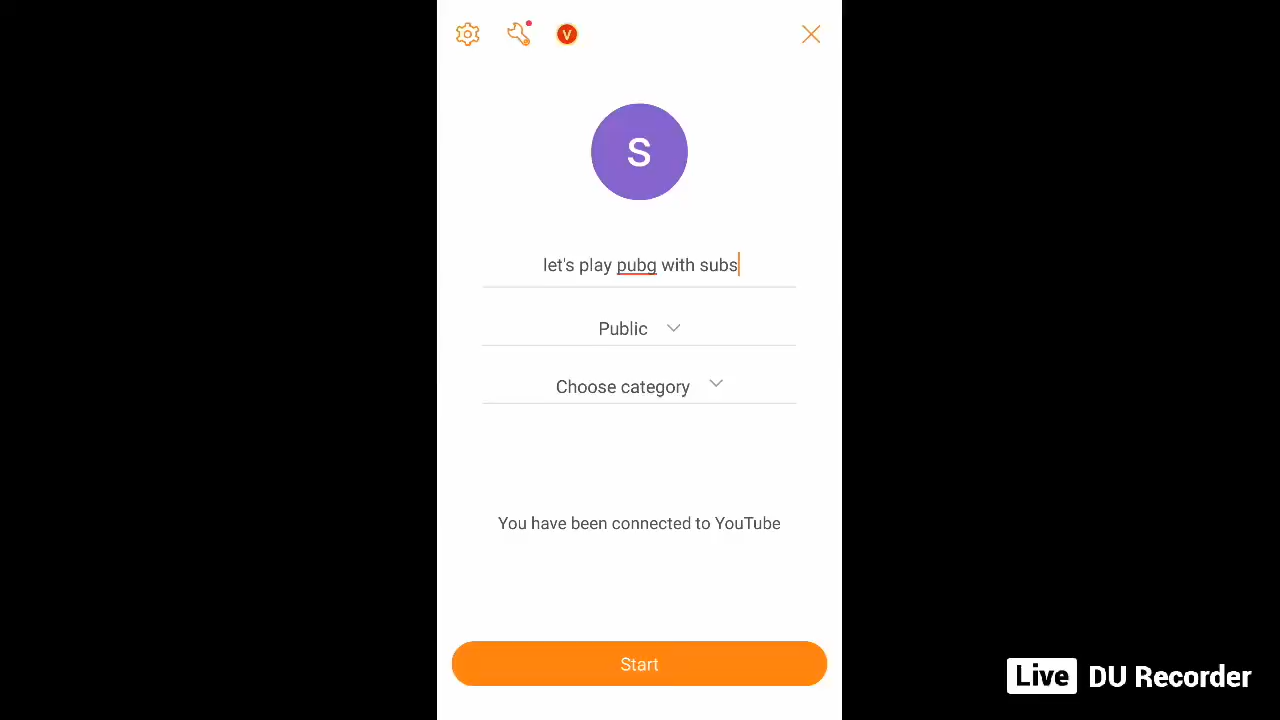 V
S
let's play pubg with subs
Public
Choose category
You have been connected to YouTube
Start
Live DU Recorder